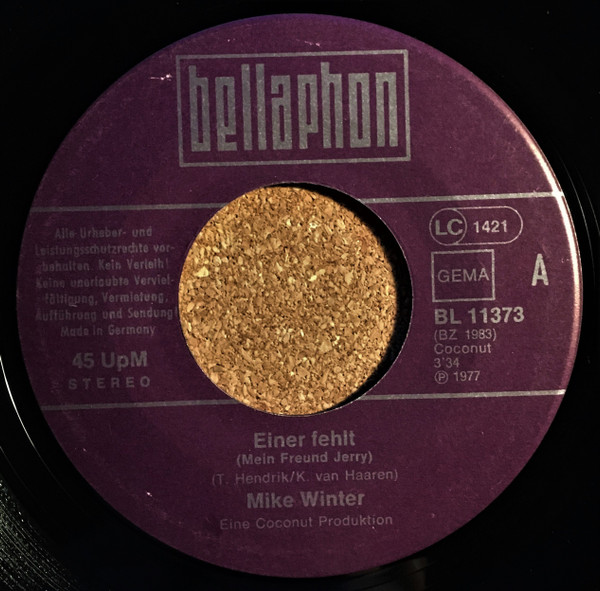 bellaphon
Alle Urheber- und
Leistungsschutzrechte vor-
gbehalten. Kein Verleih!
Keine unerlaubte Verviel-
fältigung, Vermietung,
Aufführung und Sendung!
Made in Germany
45 UpM
STEREO
LC 1421
GEMA
A
BL 11373
(BZ 1983)
Coconut
3'34
Ⓟ 1977
Einer fehlt
(Mein Freund Jerry)
(T. Hendrik/K. van Haaren)
Mike Winter
Eine Coconut Produktion